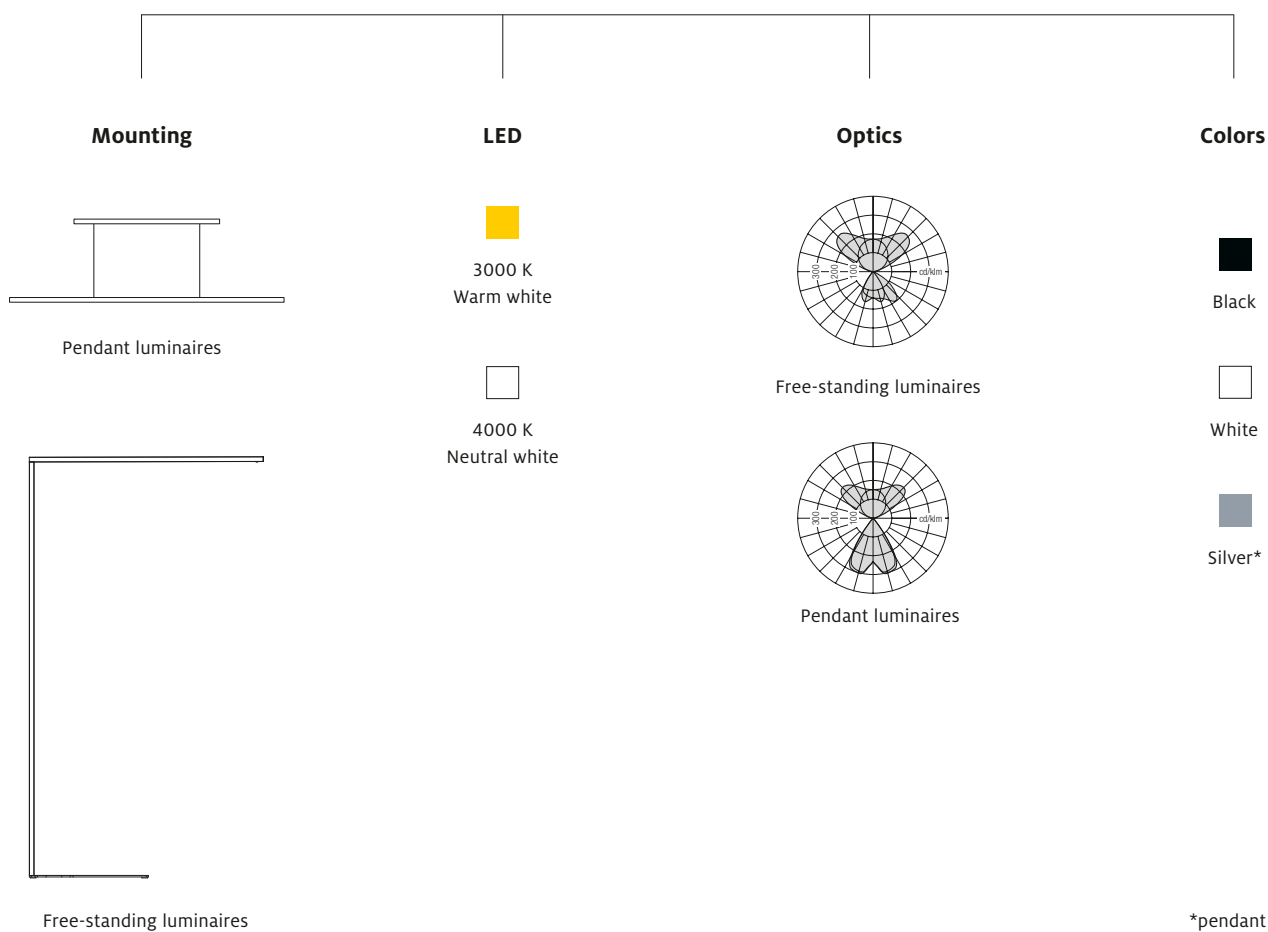 Mounting
LED
Optics
Colors
Pendant luminaires
Free-standing luminaires
3000 K
Warm white
4000 K
Neutral white
300
200
100
cd/klm
Free-standing luminaires
300
200
100
cd/klm
Pendant luminaires
Black
White
Silver*
*pendant